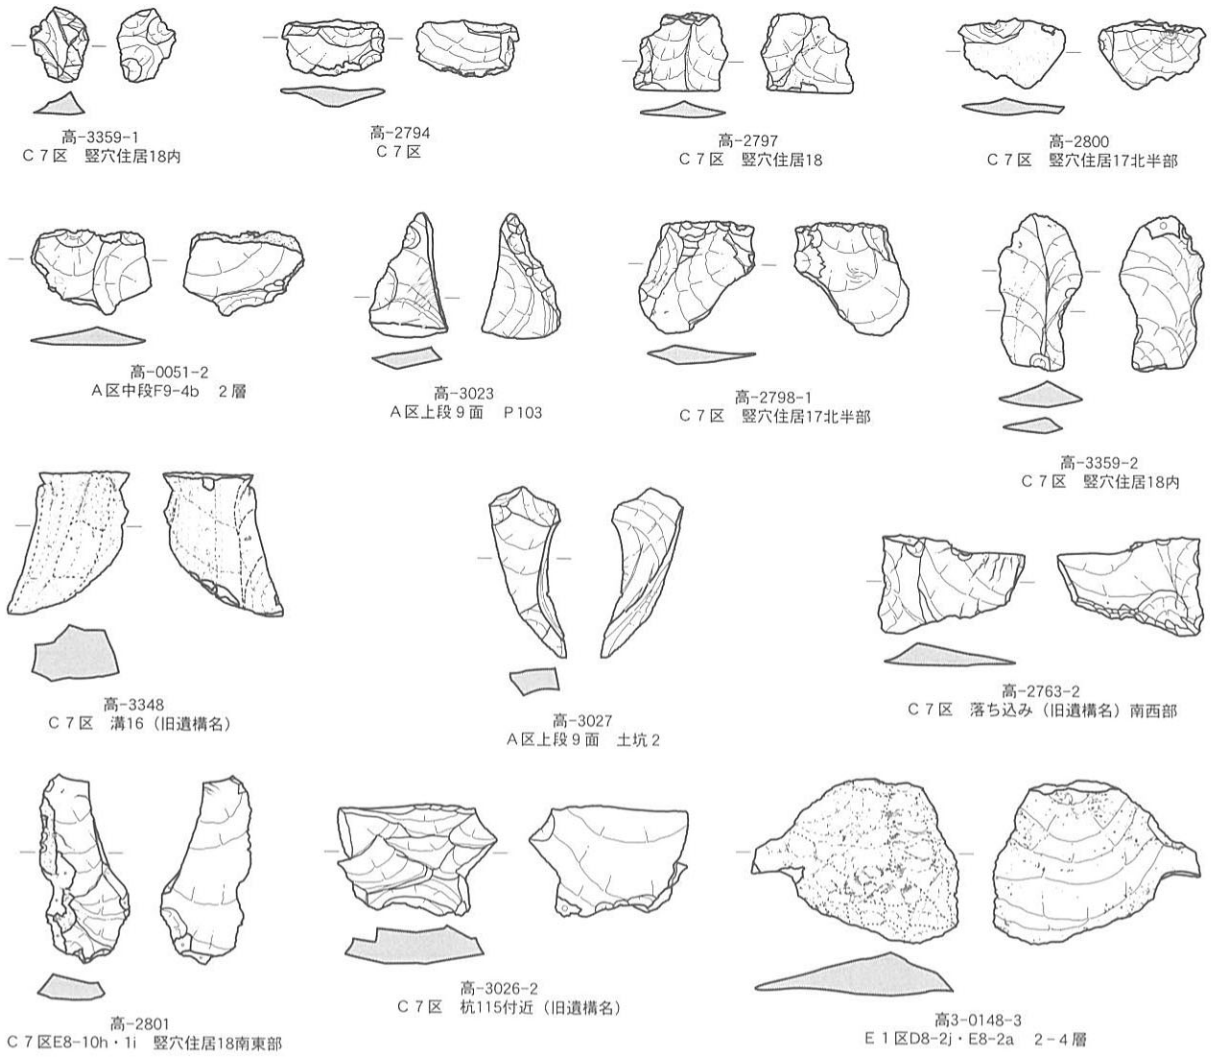 高-3359-1
C7区 竪穴住居18内
高-2794
C7区
高-2797
C7区 竪穴住居18
高-2800
C7区 竪穴住居17北半部
高-0051-2
A区中段F9-4b 2層
高-3023
A区上段9面 P103
高-2798-1
C7区 竪穴住居17北半部
高-3359-2
C7区 竪穴住居18内
高-3348
C7区 溝16（旧遺構名）
高-3027
A区上段9面 土坑2
高-2763-2
C7区 落ち込み（旧遺構名）南西部
高-2801
C7区E8-10h・1i 竪穴住居18南東部
高-3026-2
C7区 杭115付近（旧遺構名）
高3-0148-3
E1区D8-2j・E8-2a 2-4層